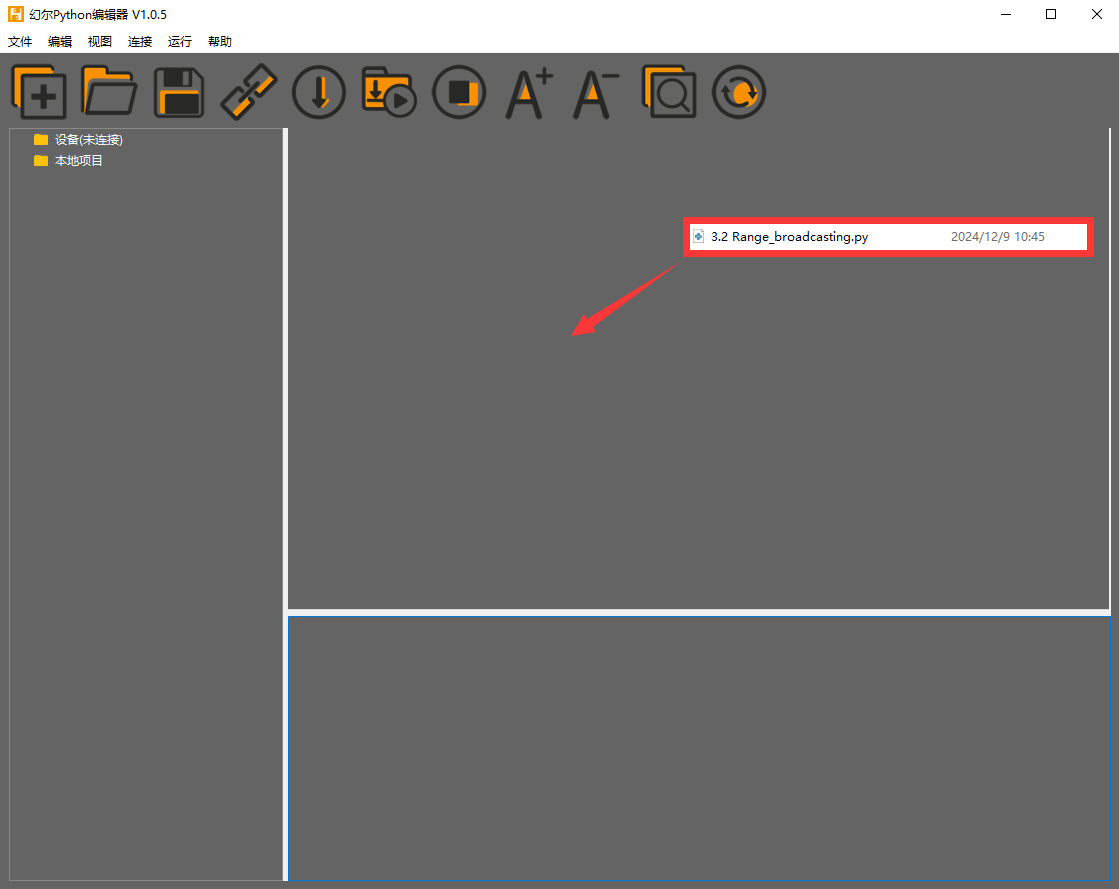 幻尔Python编辑器 V1.0.5
文件 编辑 视图 连接 运行 帮助
设备(未连接)
本地项目
3.2 Range_broadcasting.py 2024/12/9 10:45